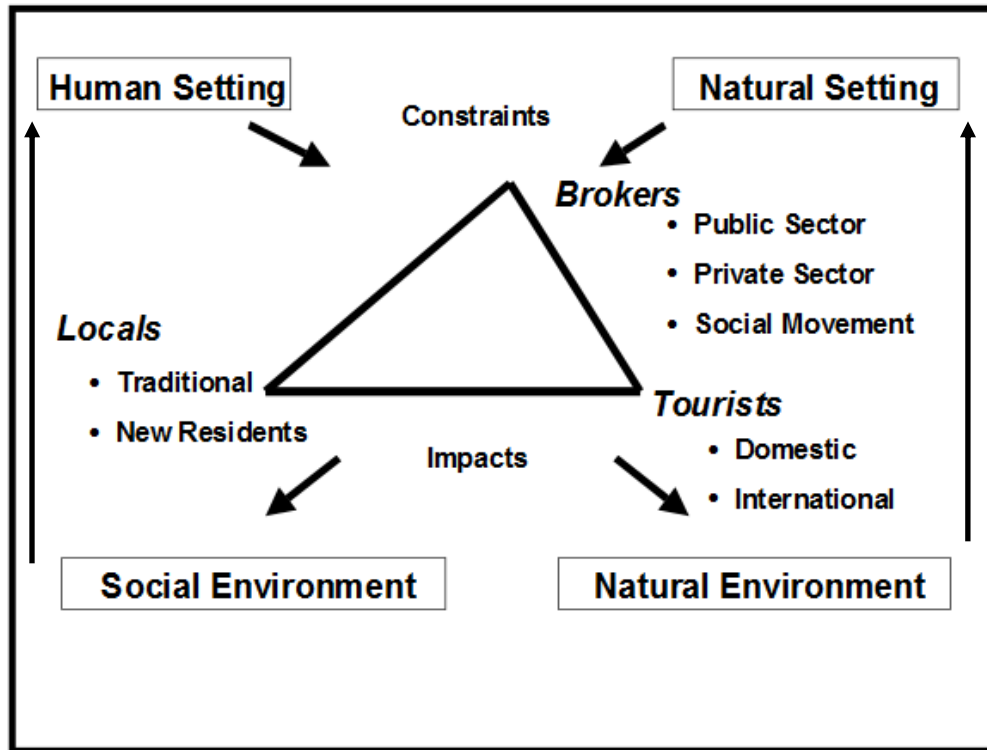 Human Setting
Natural Setting
Constraints
Brokers
• Public Sector
• Private Sector
• Social Movement
Locals
• Traditional
• New Residents
Tourists
• Domestic
• International
Impacts
Social Environment
Natural Environment